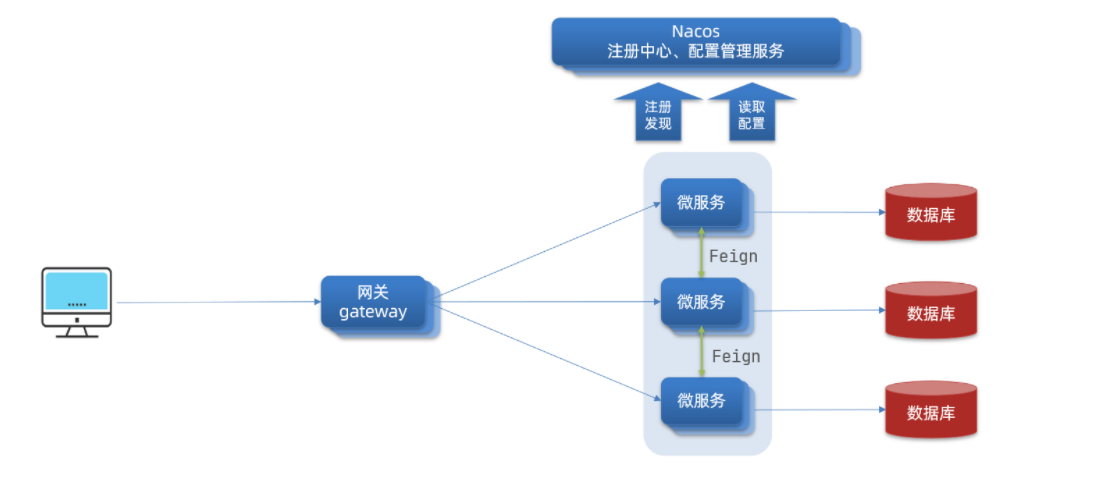 Nacos
注册中心、配置管理服务
注册
发现
读取
配置
微服务
数据库
Feign
网关
gateway
微服务
数据库
Feign
微服务
数据库